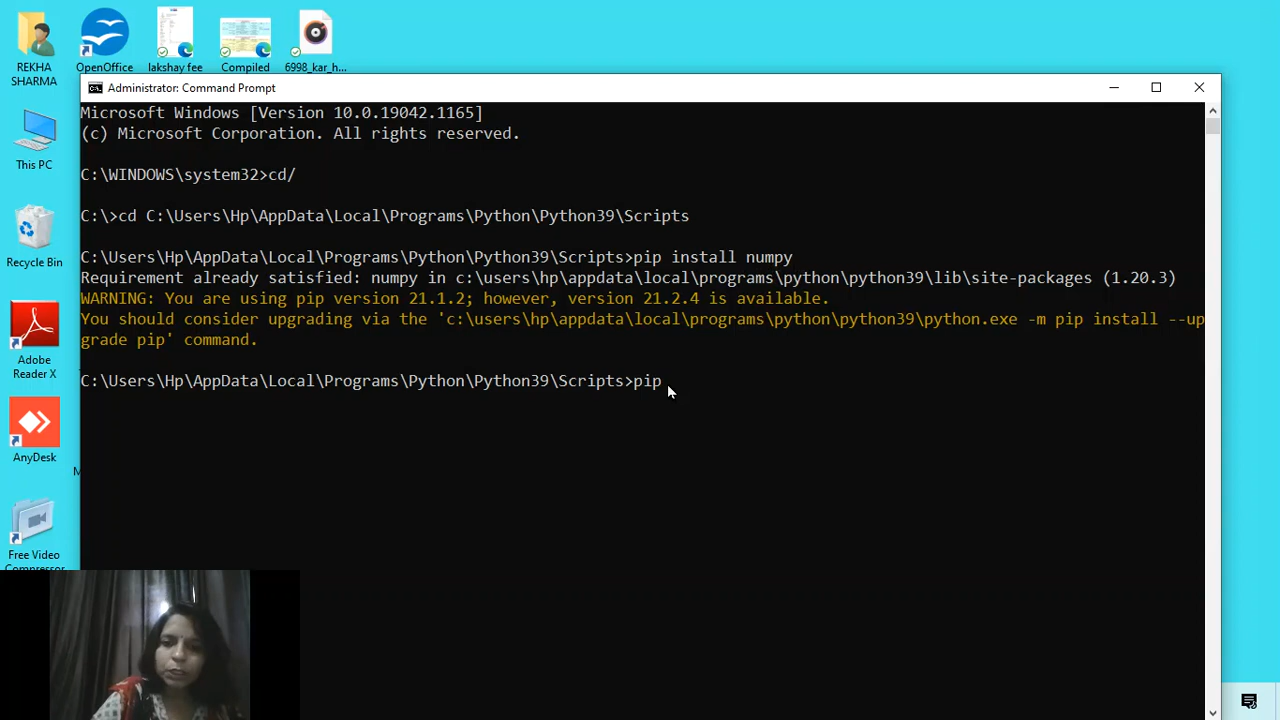 REKHA
SHARMA
OpenOffice
lakshay fee
Compiled
6998_kar_h...
This PC
Recycle Bin
Adobe
Reader X
AnyDesk
M
Free Video
Compressor
Administrator: Command Prompt
Microsoft Windows [Version 10.0.19042.1165]
(c) Microsoft Corporation. All rights reserved.
C:\WINDOWS\system32>cd/
C:\>cd C:\Users\Hp\AppData\Local\Programs\Python\Python39\Scripts
C:\Users\Hp\AppData\Local\Programs\Python\Python39\Scripts>pip install numpy
Requirement already satisfied: numpy in c:\users\hp\appdata\local\programs\python\python39\lib\site-packages (1.20.3)
WARNING: You are using pip version 21.1.2; however, version 21.2.4 is available.
You should consider upgrading via the 'c:\users\hp\appdata\local\programs\python\python39\python.exe -m pip install --up
grade pip' command.
C:\Users\Hp\AppData\Local\Programs\Python\Python39\Scripts>pip